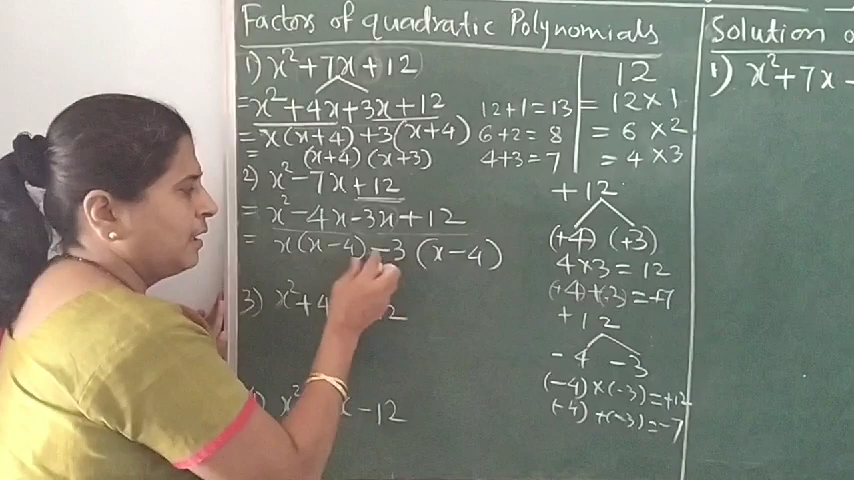 Factors of quadratic Polynomials
1) x² + 7x + 12
= x² + 4x + 3x + 12
= x(x+4) + 3(x+4)
= (x+4) (x+3)
2) x² - 7x + 12
= x² - 4x - 3x + 12
= x(x-4) - 3 (x-4)
3) x² + 4
x²
- 12
12+1 = 13
6+2 = 8
4+3 = 7
12
= 12 × 1
= 6 × 2
= 4 × 3
+12
(+4) (+3)
4 × 3 = 12
+12
-4 -3
(-4) × (-3) = +12
(-4) + (-3) = -7
Solution
1) x² + 7x -